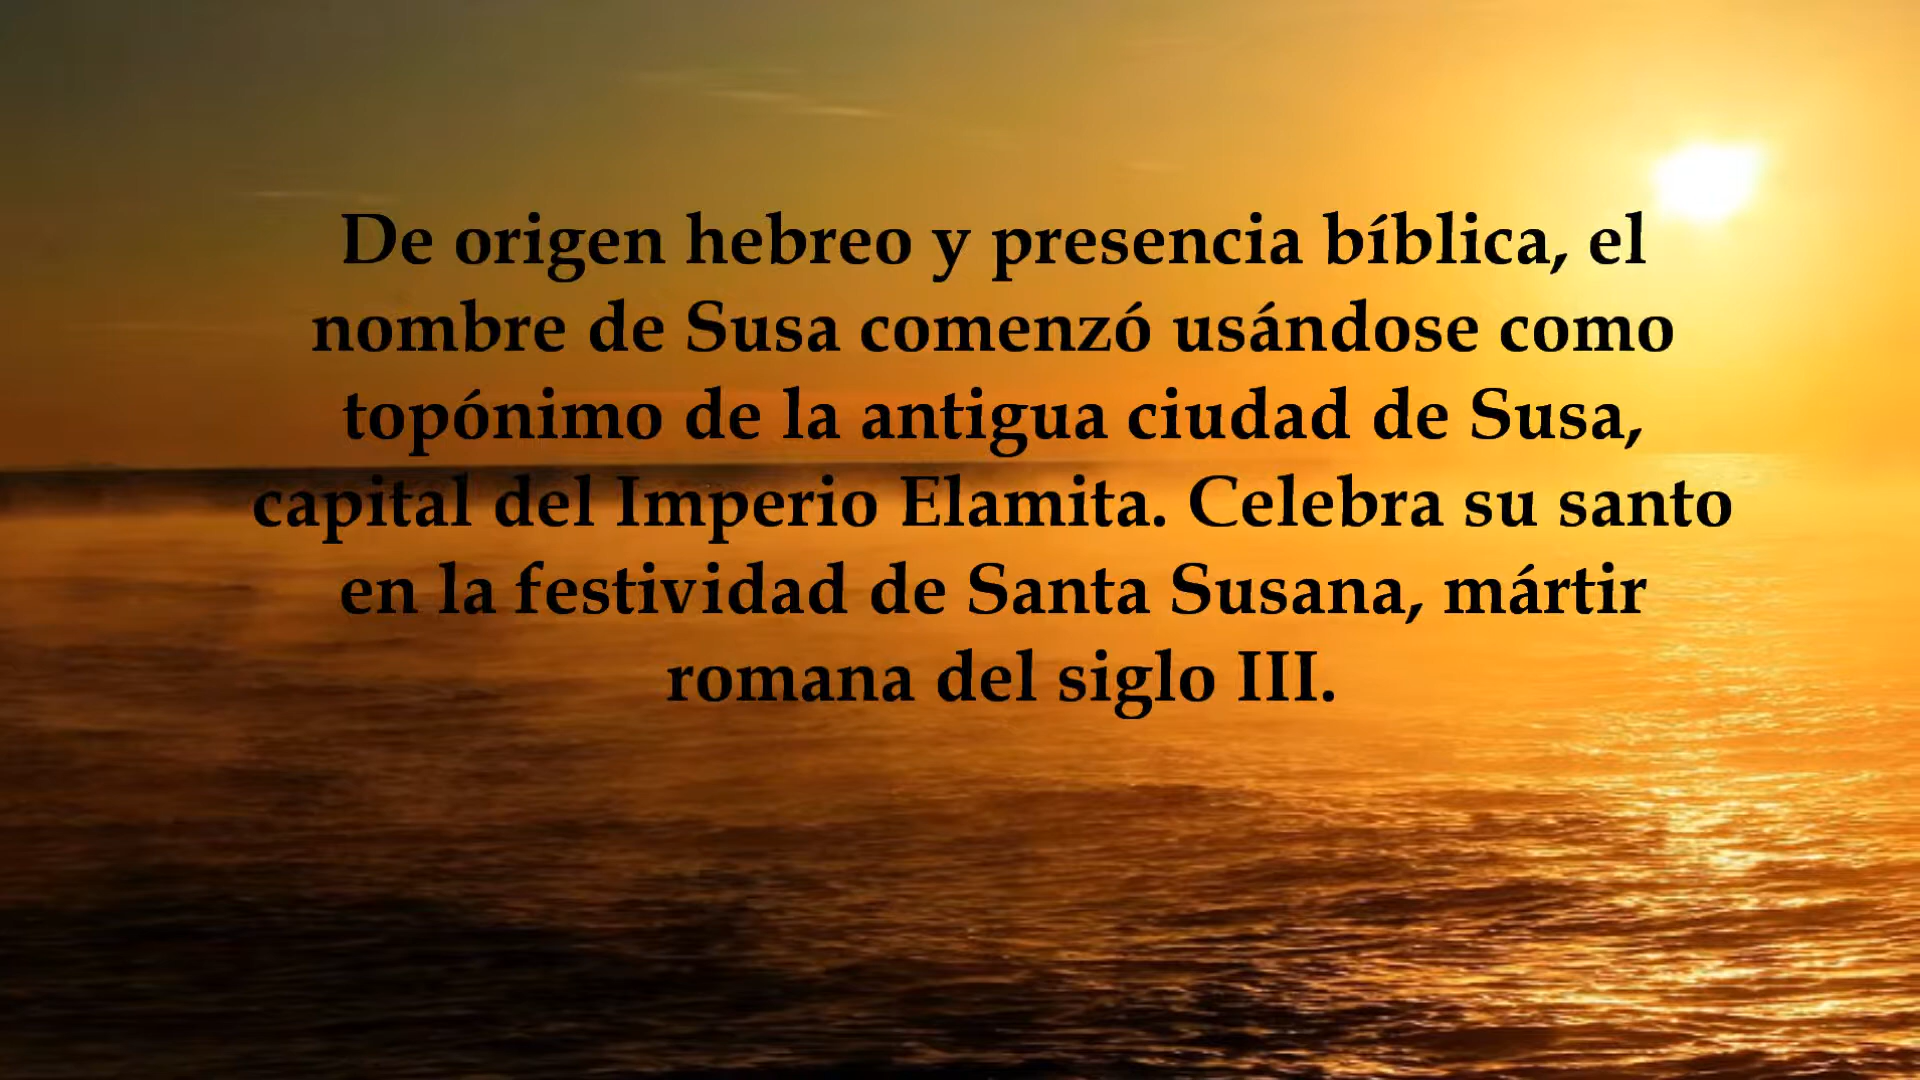 De origen hebreo y presencia bíblica, el
nombre de Susa comenzó usándose como
topónimo de la antigua ciudad de Susa,
capital del Imperio Elamita. Celebra su santo
en la festividad de Santa Susana, mártir
romana del siglo III.